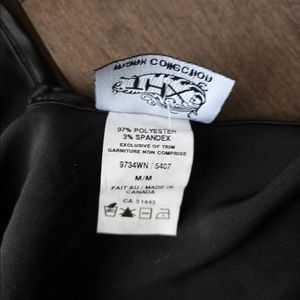 collection
97% POLYESTER
3% SPANDEX
EXCLUSIVE OF TRIM
GARNITURE NON COMPRISE
9734WN / 5407
M/M
FAIT AU / MADE IN
CANADA
CA 51443